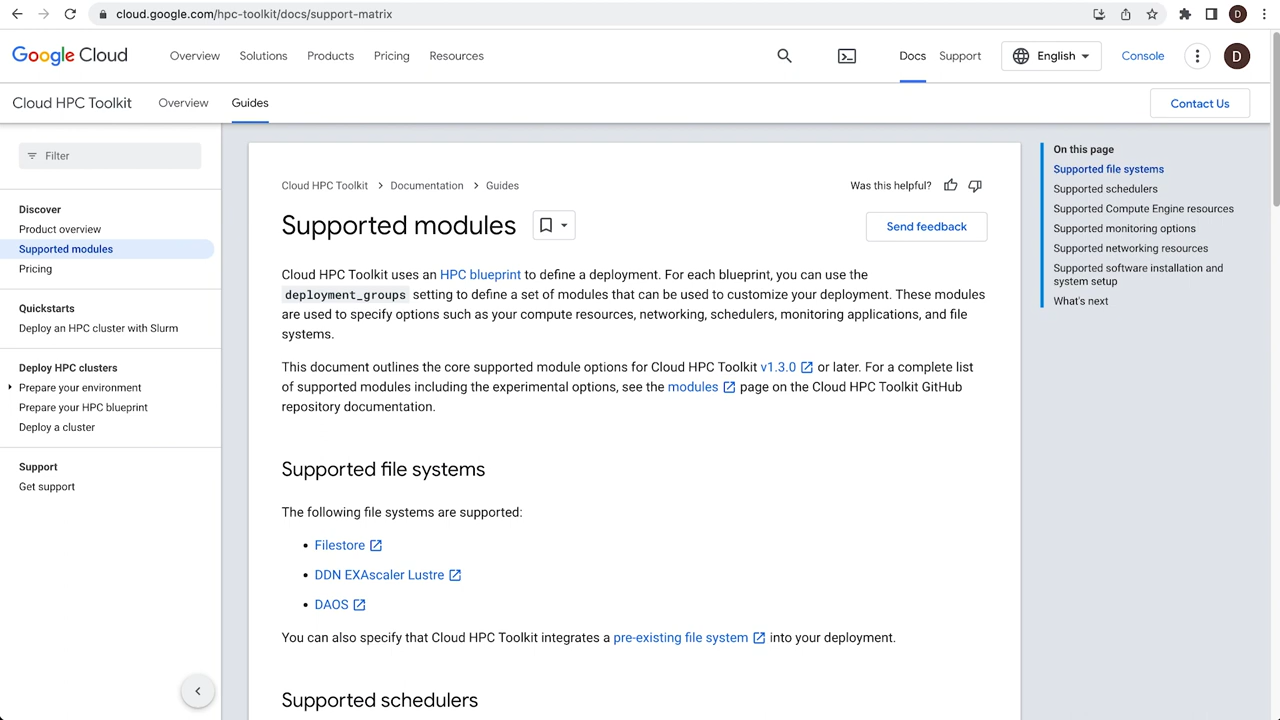 cloud.google.com/hpc-toolkit/docs/support-matrix
D
Google Cloud
Overview
Solutions
Products
Pricing
Resources
Docs
Support
English
Console
D
Cloud HPC Toolkit
Overview
Guides
Contact Us
Filter
Discover
Product overview
Supported modules
Pricing
Quickstarts
Deploy an HPC cluster with Slurm
Deploy HPC clusters
Prepare your environment
Prepare your HPC blueprint
Deploy a cluster
Support
Get support
Cloud HPC Toolkit > Documentation > Guides
Was this helpful?
Supported modules
Send feedback
Cloud HPC Toolkit uses an HPC blueprint to define a deployment. For each blueprint, you can use the
deployment_groups setting to define a set of modules that can be used to customize your deployment. These modules
are used to specify options such as your compute resources, networking, schedulers, monitoring applications, and file
systems.
This document outlines the core supported module options for Cloud HPC Toolkit v1.3.0 or later. For a complete list
of supported modules including the experimental options, see the modules page on the Cloud HPC Toolkit GitHub
repository documentation.
Supported file systems
The following file systems are supported:
• Filestore
• DDN EXAscaler Lustre
• DAOS
You can also specify that Cloud HPC Toolkit integrates a pre-existing file system into your deployment.
Supported schedulers
On this page
Supported file systems
Supported schedulers
Supported Compute Engine resources
Supported monitoring options
Supported networking resources
Supported software installation and
system setup
What's next